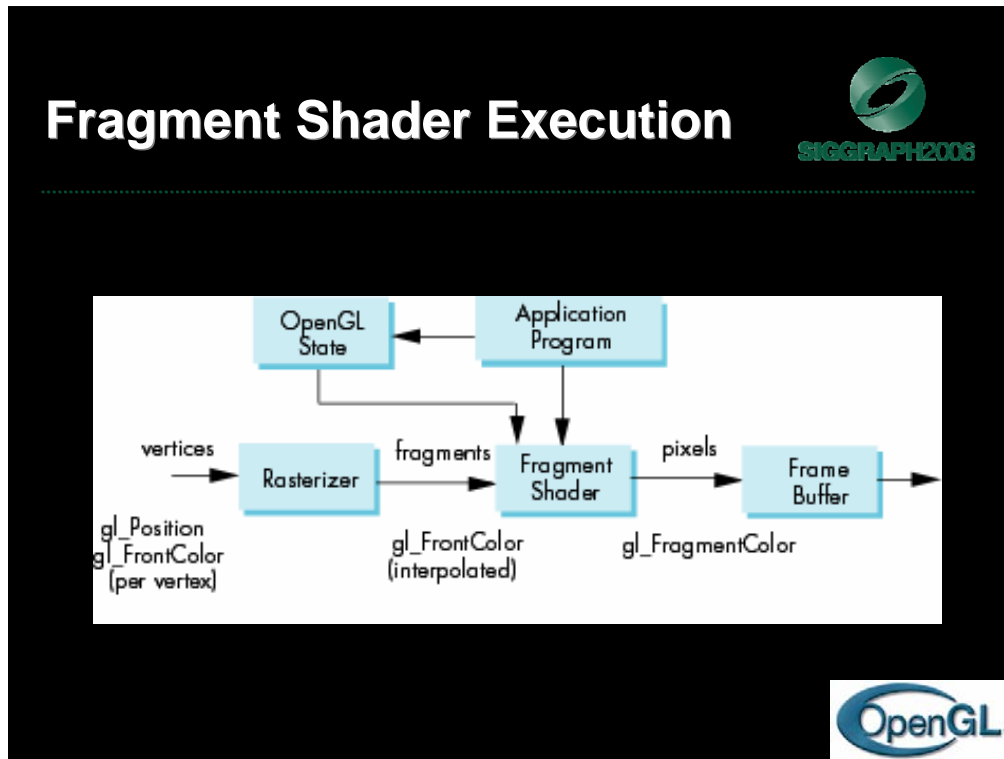 Fragment Shader Execution
SIGGRAPH2006
OpenGL
State
Application
Program
vertices
Rasterizer
fragments
Fragment
Shader
pixels
Frame
Buffer
gl_Position
gl_FrontColor
(per vertex)
gl_FrontColor
(interpolated)
gl_FragmentColor
OpenGL